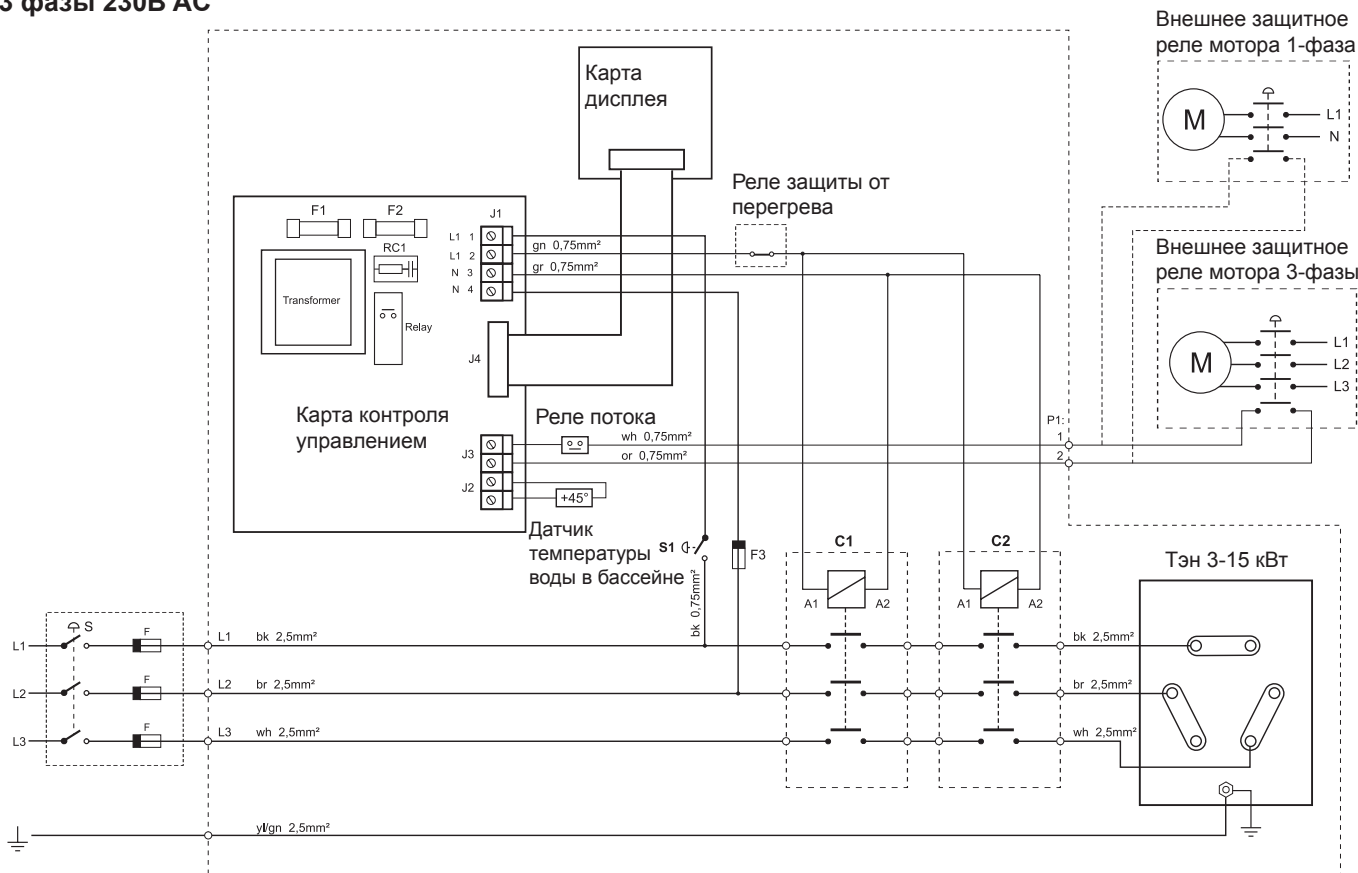 3 фазы 230В AC
Внешнее защитное
реле мотора 1-фаза
M
L1
N
Карта
дисплея
Реле защиты от
перегрева
F1
F2
J1
RC1
L1 1
L1 2
N 3
N 4
gn 0,75mm²
gr 0,75mm²
Transformer
Relay
J4
Внешнее защитное
реле мотора 3-фазы
M
L1
L2
L3
Карта контроля
управлением
Реле потока
wh 0,75mm²
or 0,75mm²
P1:
1
2
J3
J2
+45°
Датчик
температуры
воды в бассейне
S1
F3
bk 0,75mm²
C1
C2
A1
A2
A1
A2
Тэн 3-15 кВт
S
F
L1
L1
bk 2,5mm²
bk 2,5mm²
F
L2
L2
br 2,5mm²
br 2,5mm²
F
L3
L3
wh 2,5mm²
wh 2,5mm²
yl/gn 2,5mm²